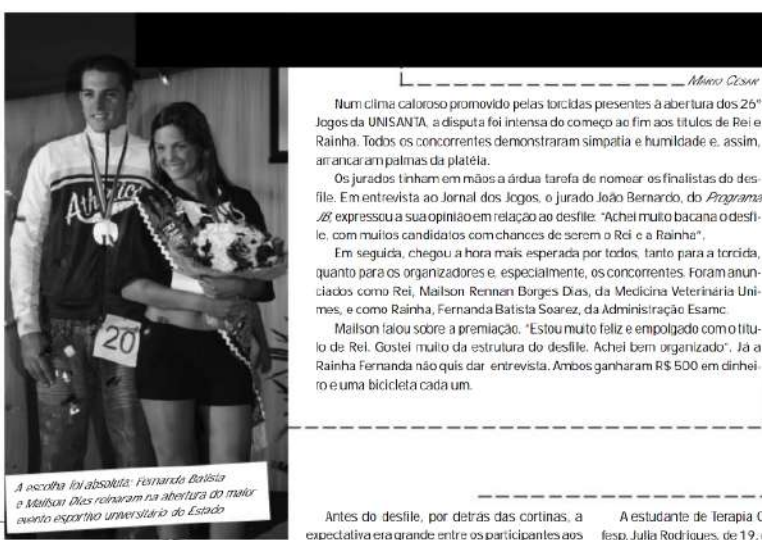 MÁRIO CESAR
Num clima caloroso promovido pelas torcidas presentes à abertura dos 26º
Jogos da UNISANTA, a disputa foi intensa do começo ao fim aos títulos de Rei e
Rainha. Todos os concorrentes demonstraram simpatia e humildade e, assim,
arrancaram palmas da platéia.
Os jurados tinham em mãos a árdua tarefa de nomear os finalistas do des-
file. Em entrevista ao Jornal dos Jogos, o jurado João Bernardo, do Programa
JB, expressou a sua opinião em relação ao desfile: "Achei muito bacana o desfi-
le, com muitos candidatos com chances de serem o Rei e a Rainha".
Em seguida, chegou a hora mais esperada por todos, tanto para a torcida,
quanto para os organizadores e, especialmente, os concorrentes. Foram anun-
ciados como Rei, Mailson Rennan Borges Dias, da Medicina Veterinária Uni-
mes, e como Rainha, Fernanda Batista Soarez, da Administração Esamc.
Mailson falou sobre a premiação. "Estou muito feliz e empolgado com o títu-
lo de Rei. Gostei muito da estrutura do desfile. Achei bem organizado". Já a
Rainha Fernanda não quis dar entrevista. Ambos ganharam R$ 500 em dinhei-
ro e uma bicicleta cada um.
Athletics
20
A escolha foi absoluta: Fernanda Batista
e Mailson Dias reinaram na abertura do maior
evento esportivo universitário do Estado
Antes do desfile, por detrás das cortinas, a
expectativa era grande entre os participantes aos
A estudante de Terapia
fesp, Julia Rodrigues, de 19,